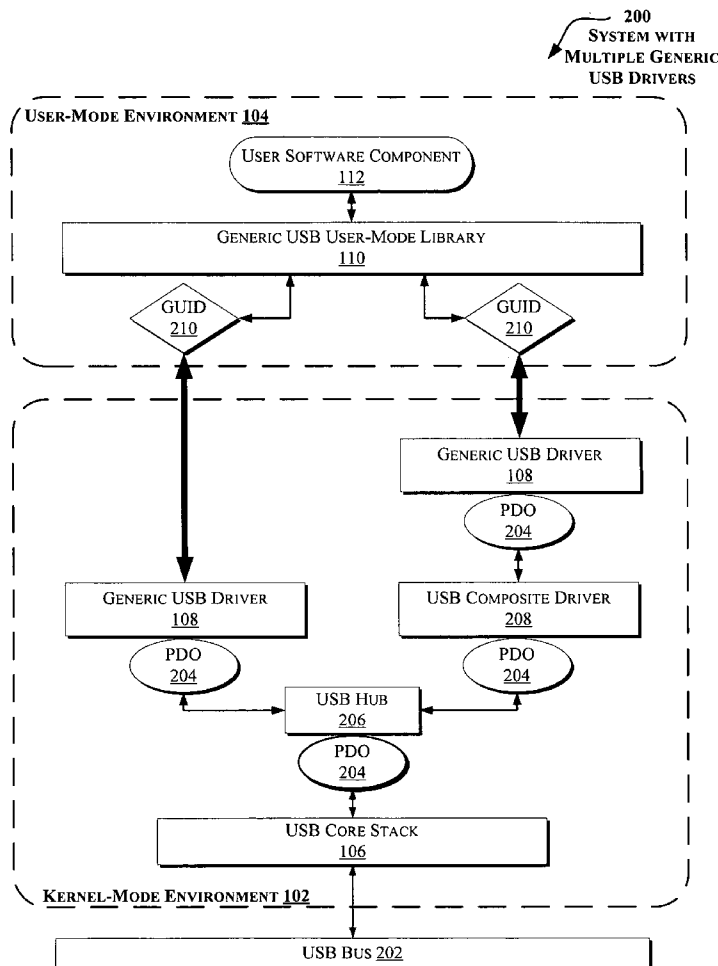 200
SYSTEM WITH
MULTIPLE GENERIC
USB DRIVERS
USER-MODE ENVIRONMENT 104
USER SOFTWARE COMPONENT
112
GENERIC USB USER-MODE LIBRARY
110
GUID
210
GUID
210
GENERIC USB DRIVER
108
PDO
204
GENERIC USB DRIVER
108
USB COMPOSITE DRIVER
208
PDO
204
PDO
204
USB HUB
206
PDO
204
USB CORE STACK
106
KERNEL-MODE ENVIRONMENT 102
USB BUS 202